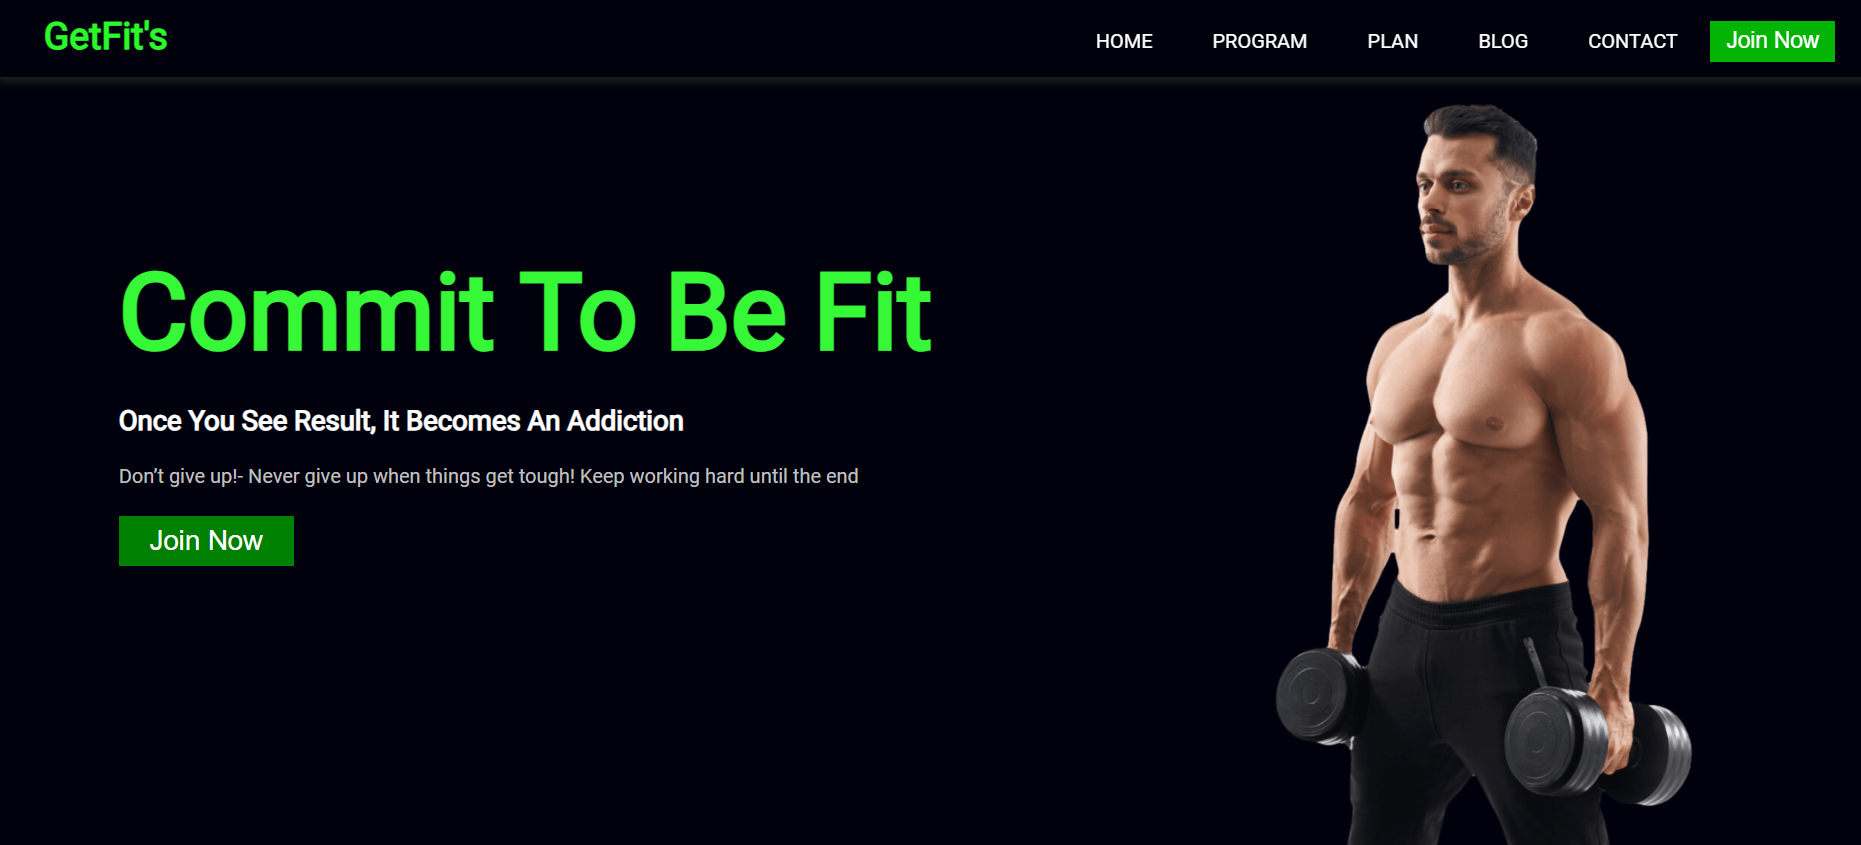 GetFit's
HOME PROGRAM PLAN BLOG CONTACT Join Now
Commit To Be Fit
Once You See Result, It Becomes An Addiction
Don’t give up!- Never give up when things get tough! Keep working hard until the end
Join Now